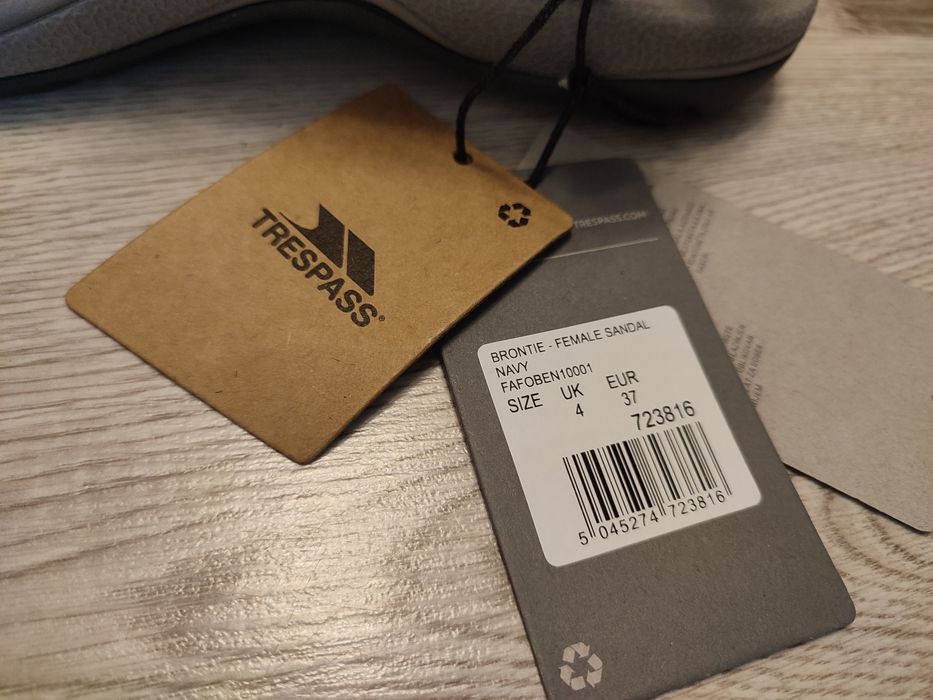 TRESPASS®
TRESPASS.COM
BRONTIE - FEMALE SANDAL
NAVY
FAFOBEN10001
SIZE UK EUR
4 37
723816
5 045274 723816